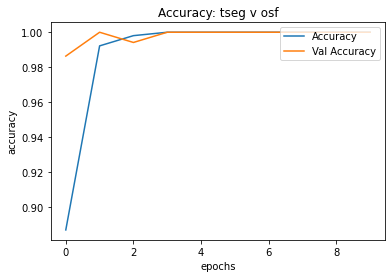 Accuracy: tseg v osf
1.00
0.98
0.96
0.94
0.92
0.90
accuracy
Accuracy
Val Accuracy
0 2 4 6 8
epochs